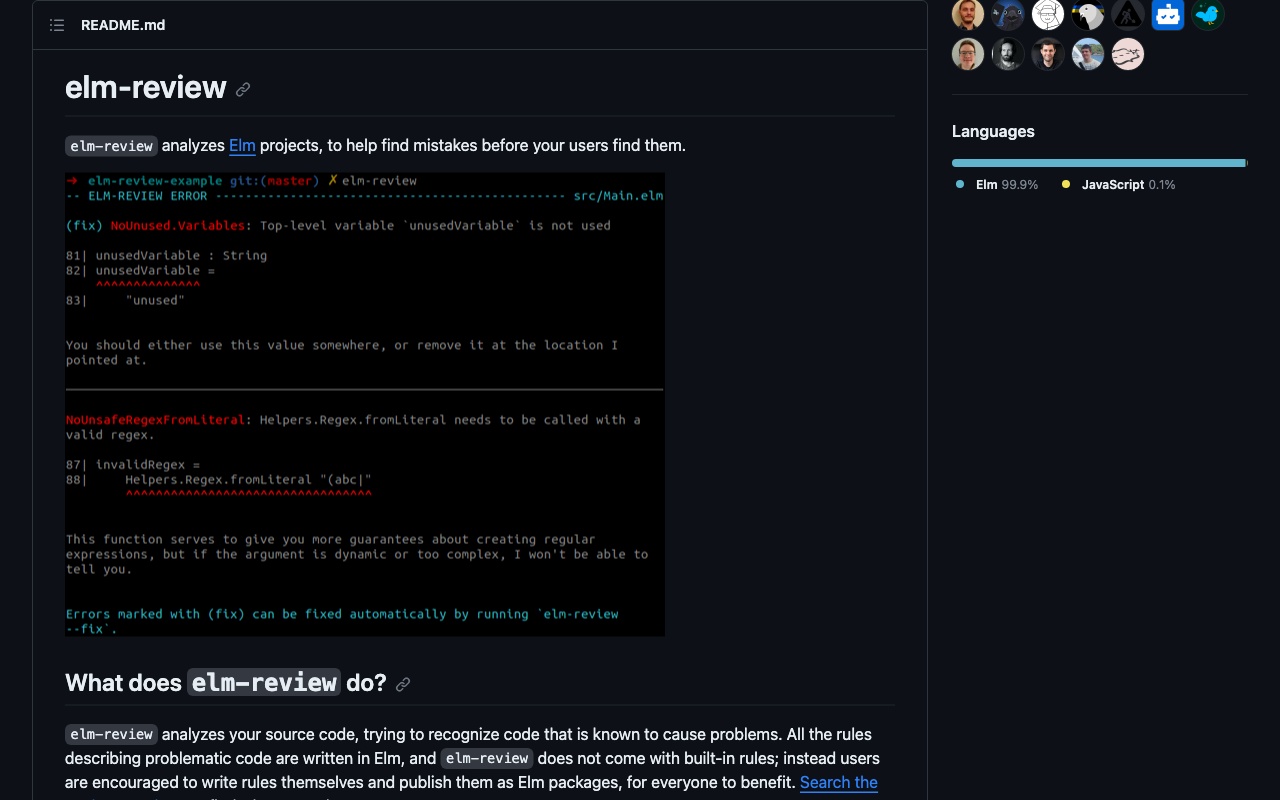 README.md
elm-review
elm-review analyzes Elm projects, to help find mistakes before your users find them.
→ elm-review-example git:(master) ✗ elm-review
-- ELM-REVIEW ERROR ----------------------------------------------- src/Main.elm
(fix) NoUnused.Variables: Top-level variable `unusedVariable` is not used
81| unusedVariable : String
82| unusedVariable =
^^^^^^^^^^^^^^
83|     "unused"
You should either use this value somewhere, or remove it at the location I
pointed at.
NoUnsafeRegexFromLiteral: Helpers.Regex.fromLiteral needs to be called with a
valid regex.
87| invalidRegex =
88|     Helpers.Regex.fromLiteral "(abc|"
^^^^^^^^^^^^^^^^^^^^^^^^^^^^^^^^^
This function serves to give you more guarantees about creating regular
expressions, but if the argument is dynamic or too complex, I won't be able to
tell you.
Errors marked with (fix) can be fixed automatically by running `elm-review
--fix`.
What does elm-review do?
elm-review analyzes your source code, trying to recognize code that is known to cause problems. All the rules
describing problematic code are written in Elm, and elm-review does not come with built-in rules; instead users
are encouraged to write rules themselves and publish them as Elm packages, for everyone to benefit. Search the
Languages
Elm 99.9% JavaScript 0.1%